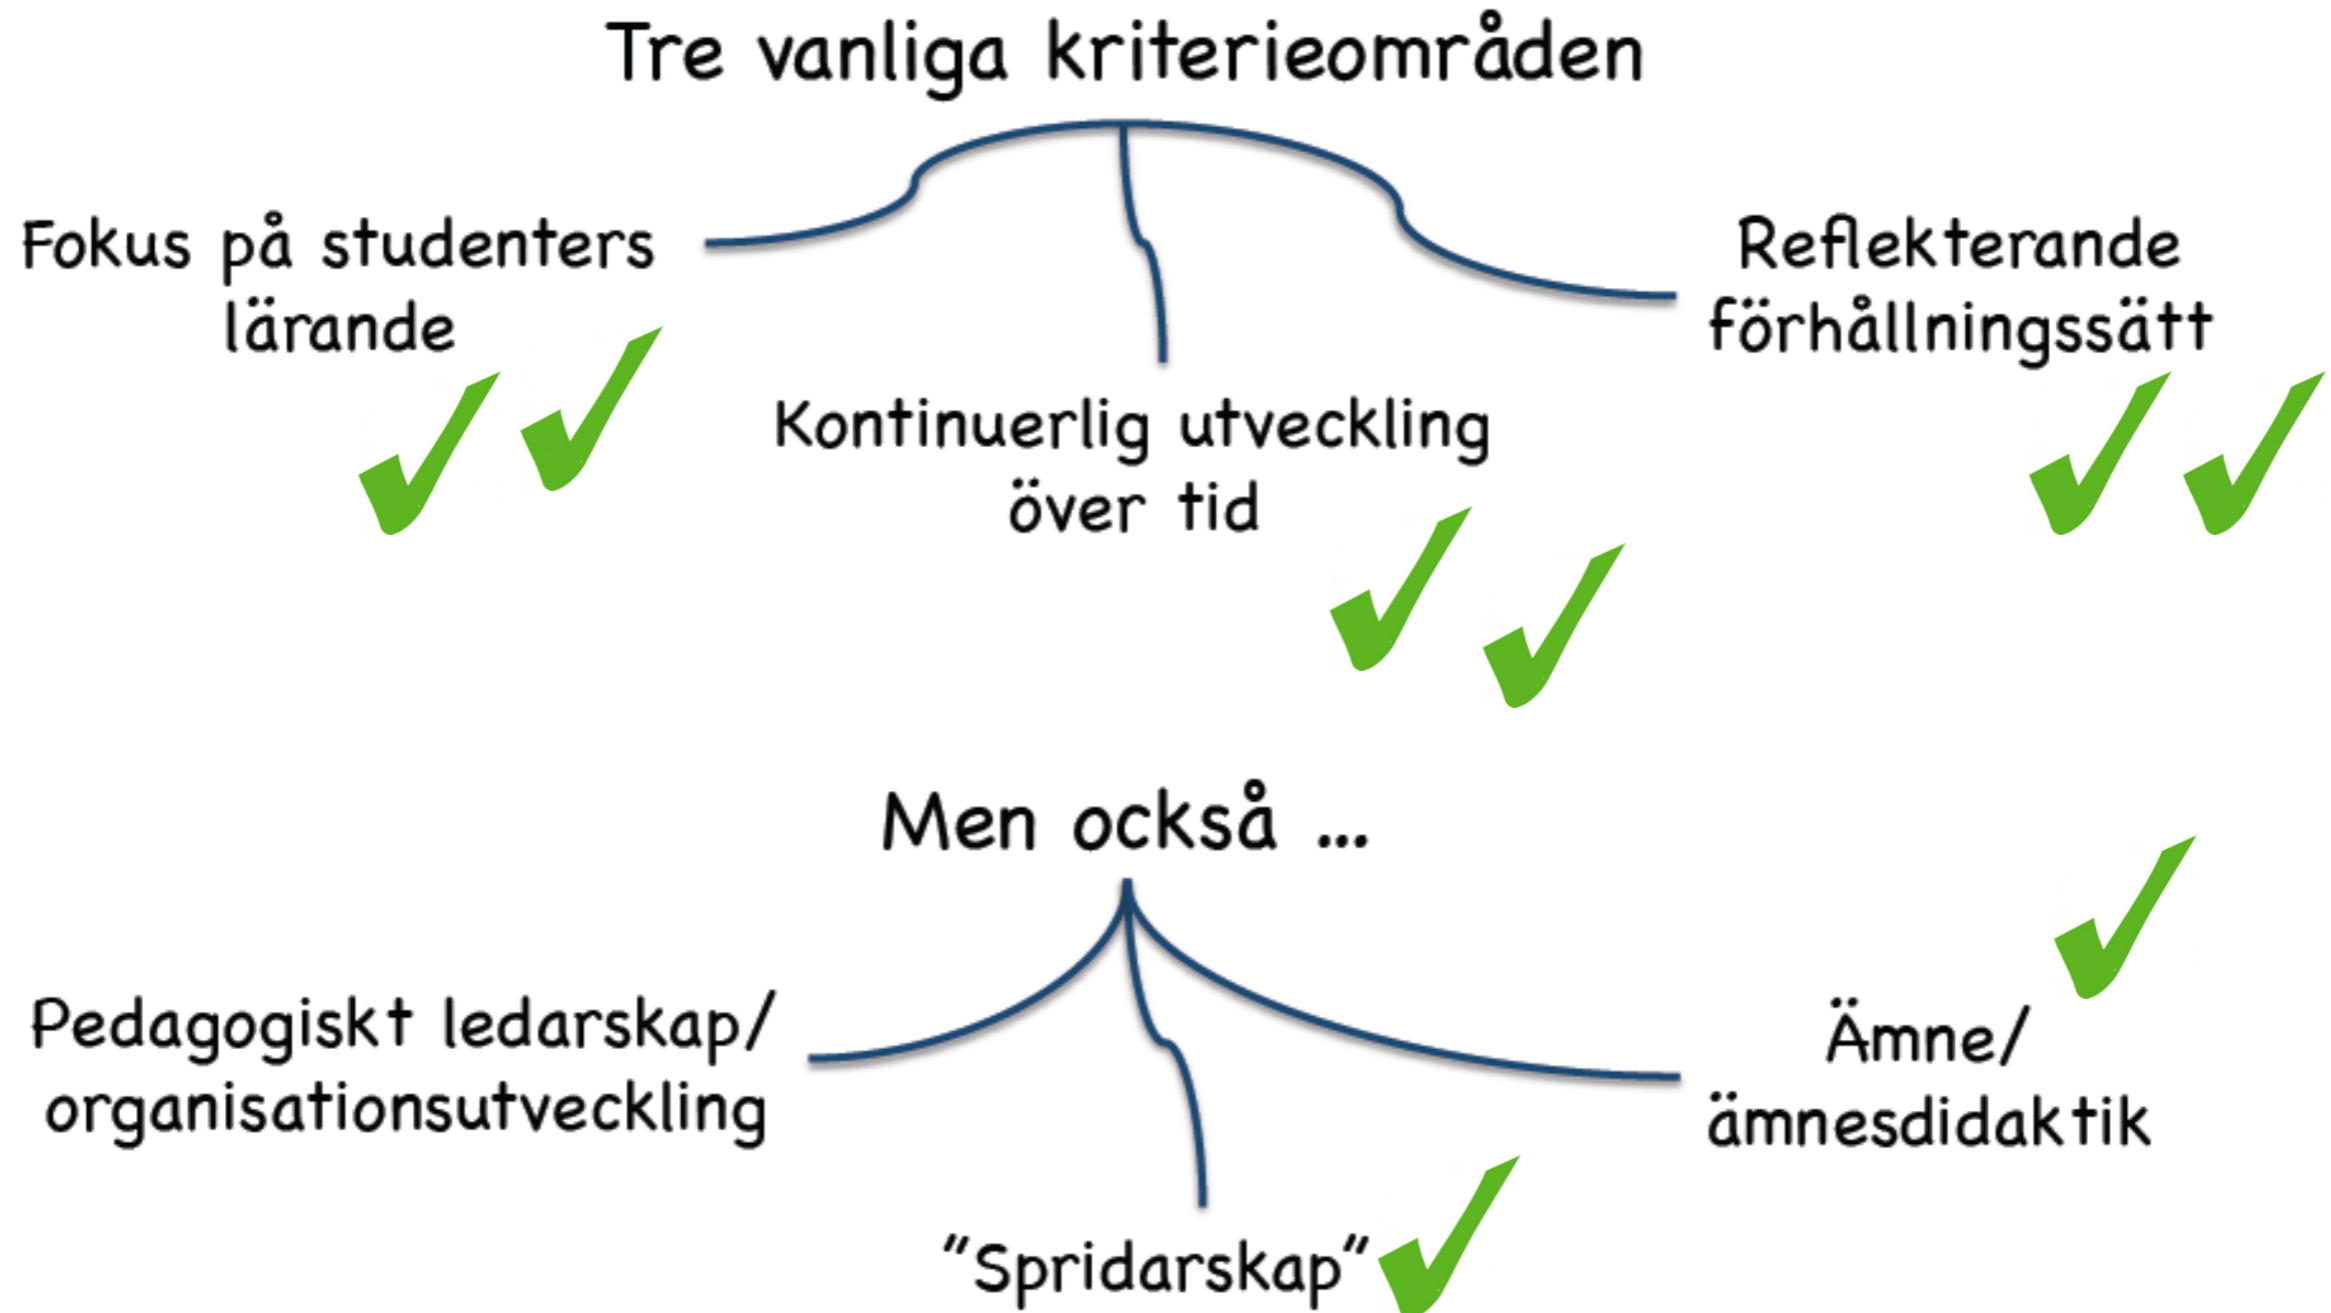 Tre vanliga kriterieområden
Fokus på studenters
lärande
Kontinuerlig utveckling
över tid
Reflekterande
förhållningssätt
Men också ...
Pedagogiskt ledarskap/
organisationsutveckling
”Spridarskap”
Ämne/
ämnesdidaktik